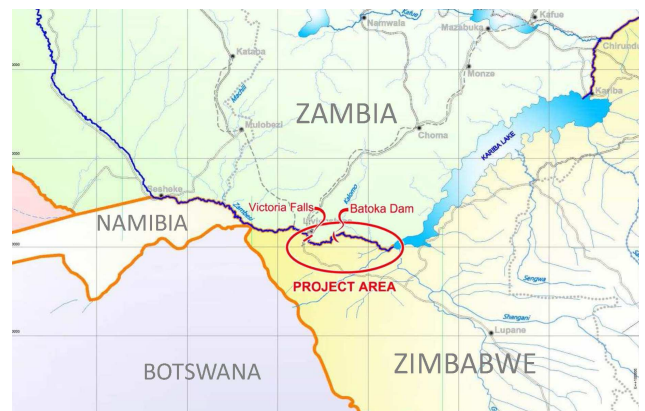 Namwala
Kafue
Kafue
Mazabuka
Chirundu
Kataba
Monze
Machili
Kariba
ZAMBIA
Mulobezi
Choma
KARIBA LAKE
Sesheke
Kalomo
Zambezi
Victoria Falls
Batoka Dam
NAMIBIA
PROJECT AREA
Sengwa
Shangani
Lupane
BOTSWANA
ZIMBABWE